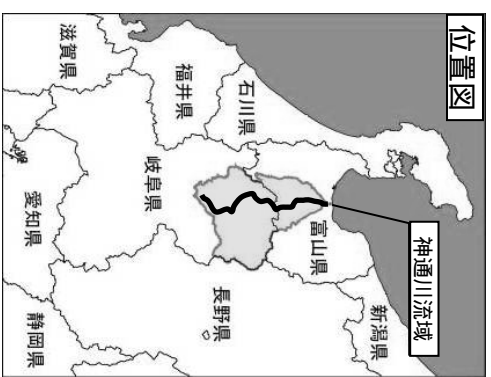 位置図
神通川流域
新潟県
富山県
石川県
福井県
滋賀県
岐阜県
長野県
愛知県
静岡県